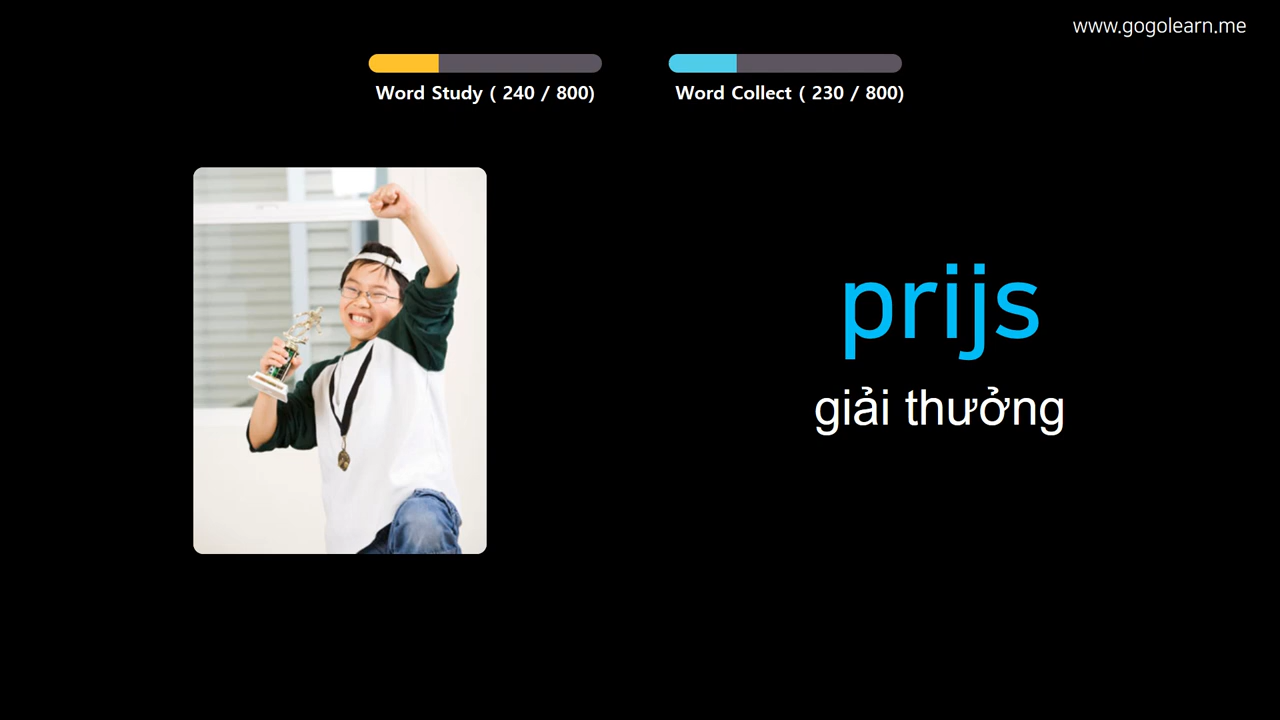 www.gogolearn.me
Word Study ( 240 / 800)
Word Collect ( 230 / 800)
prijs
giải thưởng